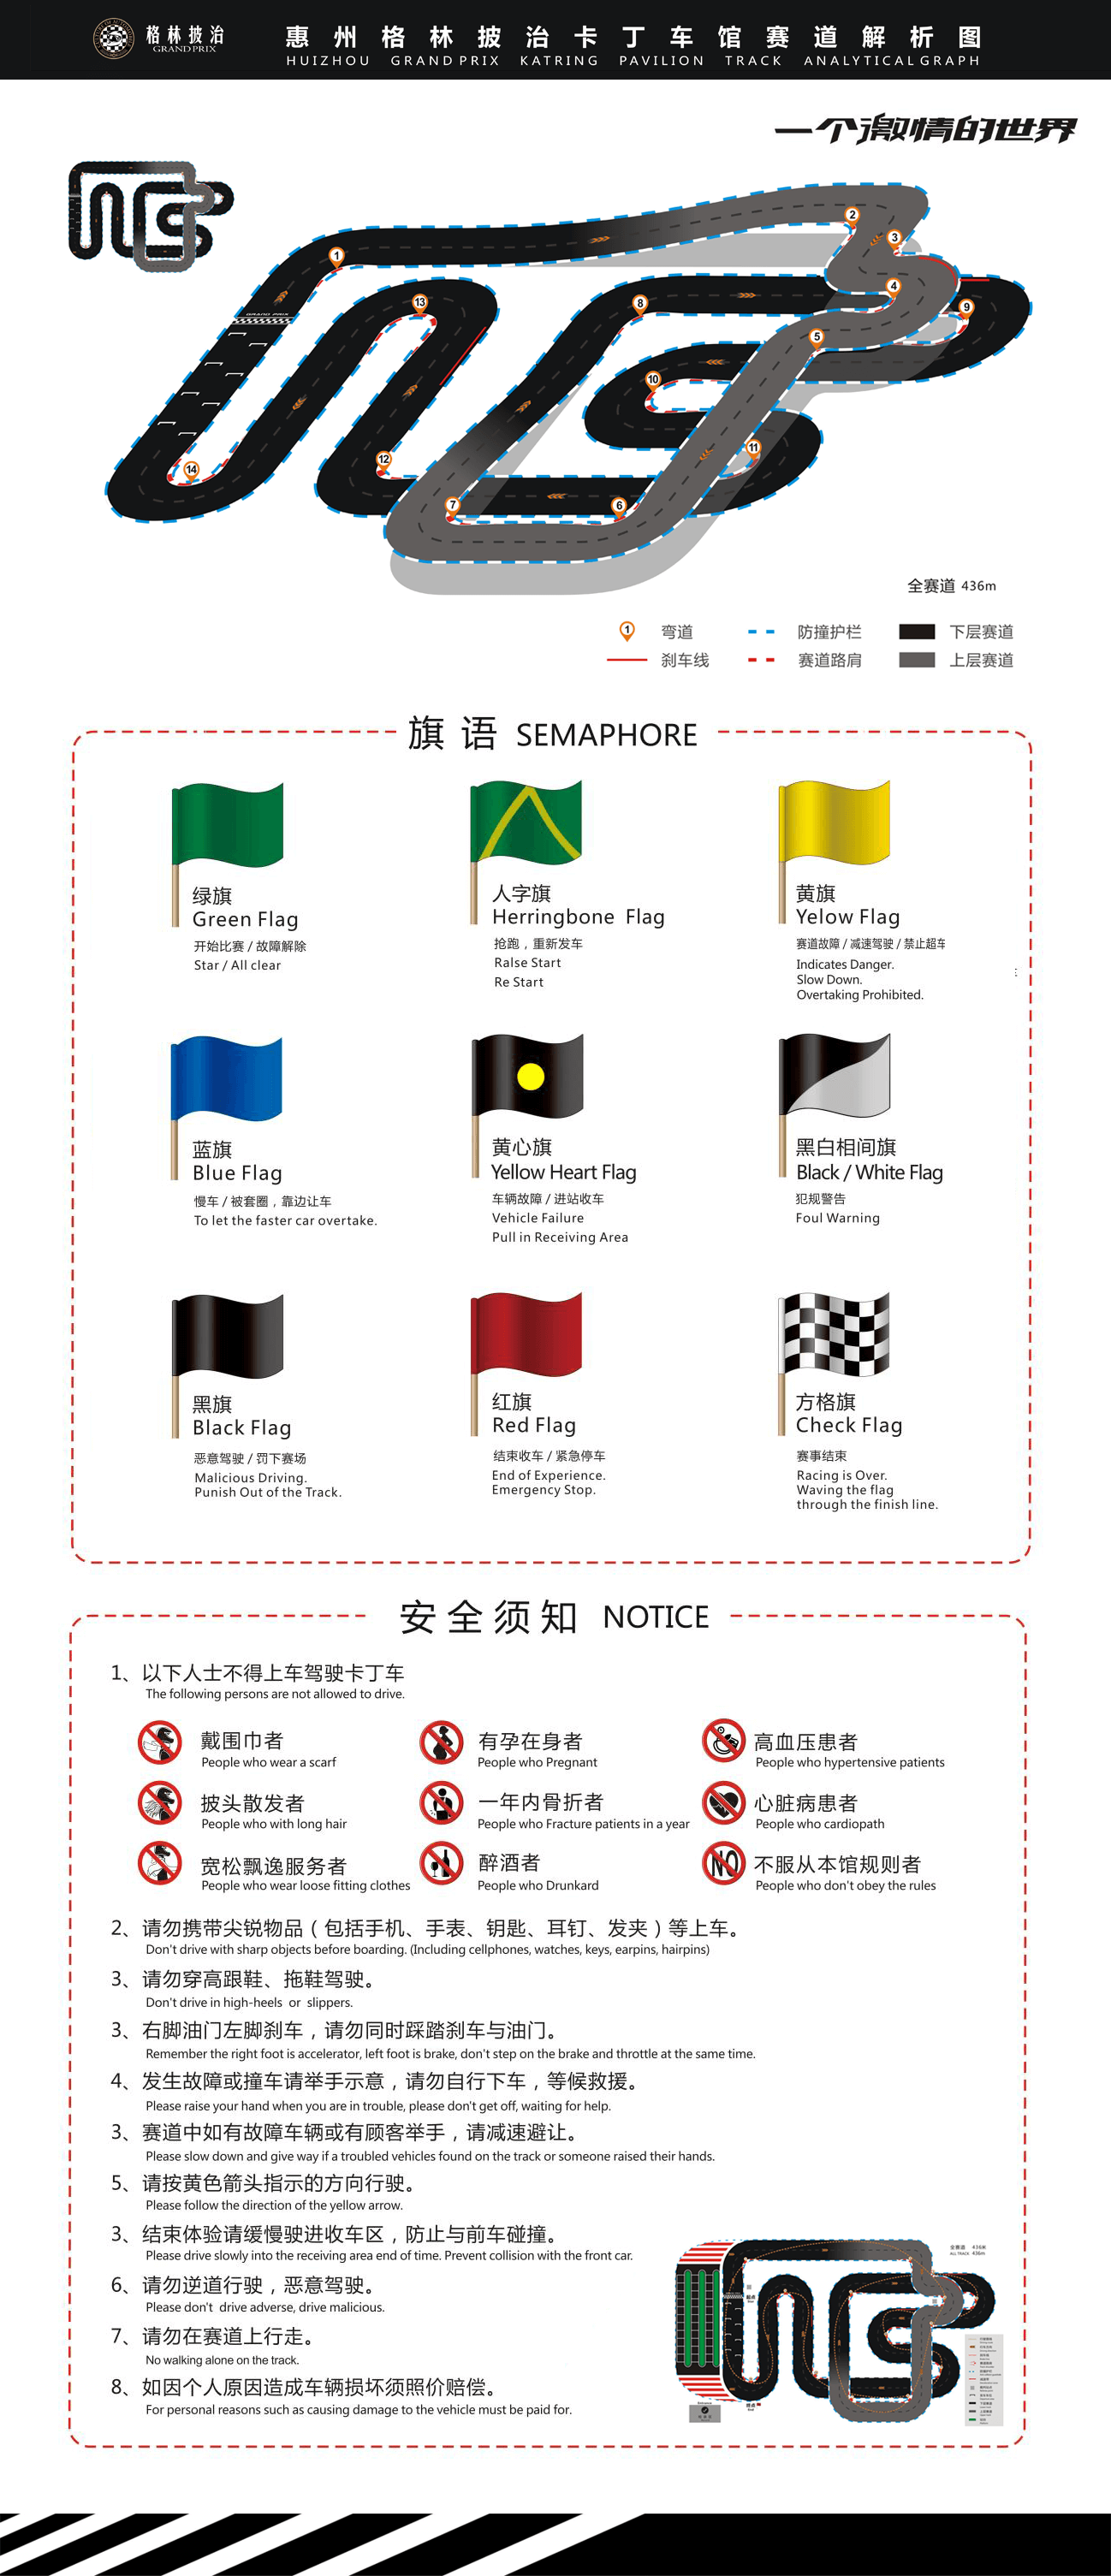 格林披治
GRAND PRIX
惠州格林披治卡丁车馆赛道解析图
HUIZHOU GRAND PRIX KATRING PAVILION TRACK ANALYTICAL GRAPH
一个激情的世界
1
2
3
4
5
6
7
8
9
10
11
12
13
14
GRAND PRIX
全赛道 436m
1 弯道
防撞护栏
下层赛道
刹车线
赛道路肩
上层赛道
旗语 SEMAPHORE
绿旗
Green Flag
开始比赛 / 故障解除
Star / All clear
人字旗
Herringbone Flag
抢跑，重新发车
Ralse Start
Re Start
黄旗
Yelow Flag
赛道故障 / 减速驾驶 / 禁止超车
Indicates Danger.
Slow Down.
Overtaking Prohibited.
蓝旗
Blue Flag
慢车 / 被套圈，靠边让车
To let the faster car overtake.
黄心旗
Yellow Heart Flag
车辆故障 / 进站收车
Vehicle Failure
Pull in Receiving Area
黑白相间旗
Black / White Flag
犯规警告
Foul Warning
黑旗
Black Flag
恶意驾驶 / 罚下赛场
Malicious Driving.
Punish Out of the Track.
红旗
Red Flag
结束收车 / 紧急停车
End of Experience.
Emergency Stop.
方格旗
Check Flag
赛事结束
Racing is Over.
Waving the flag
through the finish line.
安全须知 NOTICE
1、以下人士不得上车驾驶卡丁车
The following persons are not allowed to drive.
戴围巾者
People who wear a scarf
有孕在身者
People who Pregnant
高血压患者
People who hypertensive patients
披头散发者
People who with long hair
一年内骨折者
People who Fracture patients in a year
心脏病患者
People who cardiopath
宽松飘逸服务者
People who wear loose fitting clothes
醉酒者
People who Drunkard
NO
不服从本馆规则者
People who don't obey the rules
2、请勿携带尖锐物品（包括手机、手表、钥匙、耳钉、发夹）等上车。
Don't drive with sharp objects before boarding. (Including cellphones, watches, keys, earpins, hairpins)
3、请勿穿高跟鞋、拖鞋驾驶。
Don't drive in high-heels or slippers.
3、右脚油门左脚刹车，请勿同时踩踏刹车与油门。
Remember the right foot is accelerator, left foot is brake, don't step on the brake and throttle at the same time.
4、发生故障或撞车请举手示意，请勿自行下车，等候救援。
Please raise your hand when you are in trouble, please don't get off, waiting for help.
3、赛道中如有故障车辆或有顾客举手，请减速避让。
Please slow down and give way if a troubled vehicles found on the track or someone raised their hands.
5、请按黄色箭头指示的方向行驶。
Please follow the direction of the yellow arrow.
3、结束体验请缓慢驶进收车区，防止与前车碰撞。
Please drive slowly into the receiving area end of time. Prevent collision with the front car.
6、请勿逆道行驶，恶意驾驶。
Please don't drive adverse, drive malicious.
7、请勿在赛道上行走。
No walking alone on the track.
8、如因个人原因造成车辆损坏须照价赔偿。
For personal reasons such as causing damage to the vehicle must be paid for.
全赛道 436米
ALL TRACK 436m